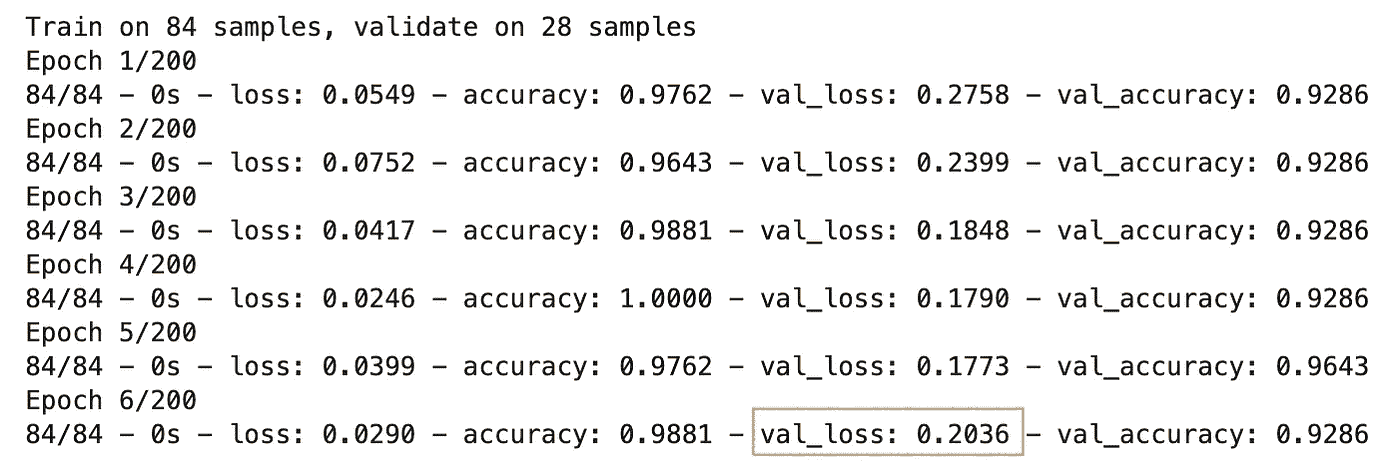 Train on 84 samples, validate on 28 samples
Epoch 1/200
84/84 – 0s – loss: 0.0549 – accuracy: 0.9762 – val_loss: 0.2758 – val_accuracy: 0.9286
Epoch 2/200
84/84 – 0s – loss: 0.0752 – accuracy: 0.9643 – val_loss: 0.2399 – val_accuracy: 0.9286
Epoch 3/200
84/84 – 0s – loss: 0.0417 – accuracy: 0.9881 – val_loss: 0.1848 – val_accuracy: 0.9286
Epoch 4/200
84/84 – 0s – loss: 0.0246 – accuracy: 1.0000 – val_loss: 0.1790 – val_accuracy: 0.9286
Epoch 5/200
84/84 – 0s – loss: 0.0399 – accuracy: 0.9762 – val_loss: 0.1773 – val_accuracy: 0.9643
Epoch 6/200
84/84 – 0s – loss: 0.0290 – accuracy: 0.9881 – val_loss: 0.2036 – val_accuracy: 0.9286